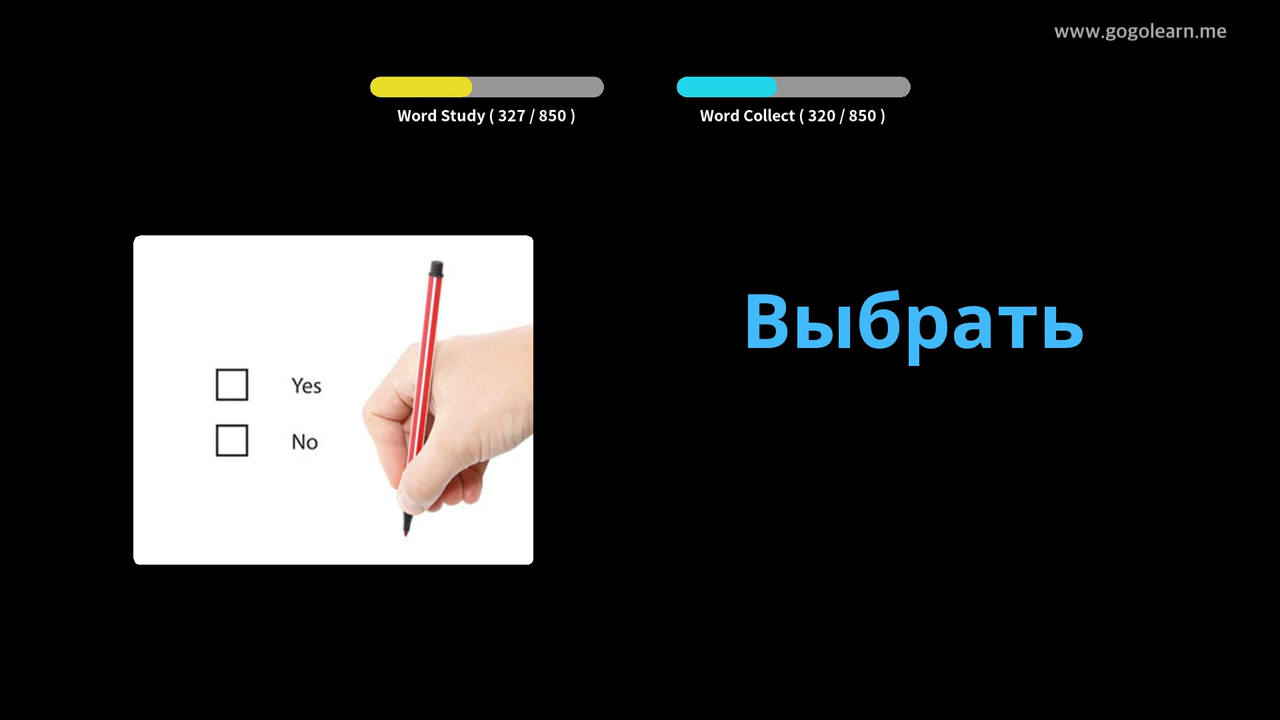 www.gogolearn.me
Word Study ( 327 / 850 )
Word Collect ( 320 / 850 )
Выбрать
Yes
No